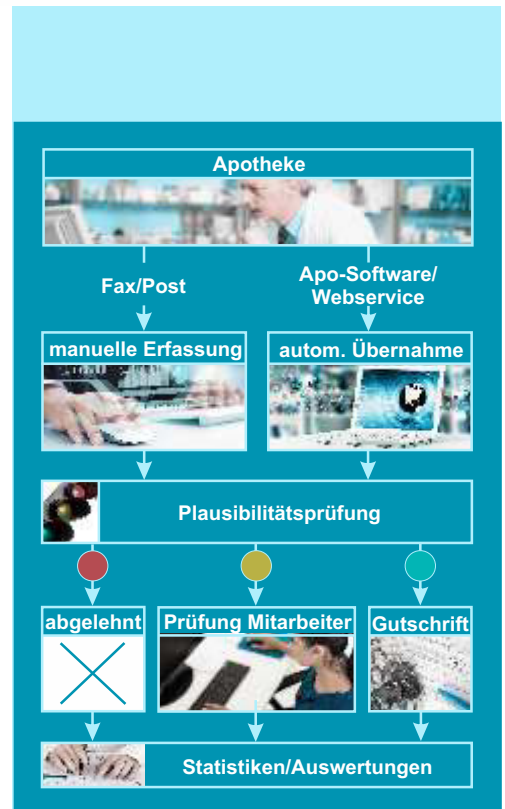 Apotheke
Fax/Post
Apo-Software/
Webservice
manuelle Erfassung
autom. Übernahme
Plausibilitätsprüfung
abgelehnt
Prüfung Mitarbeiter
Gutschrift
Statistiken/Auswertungen